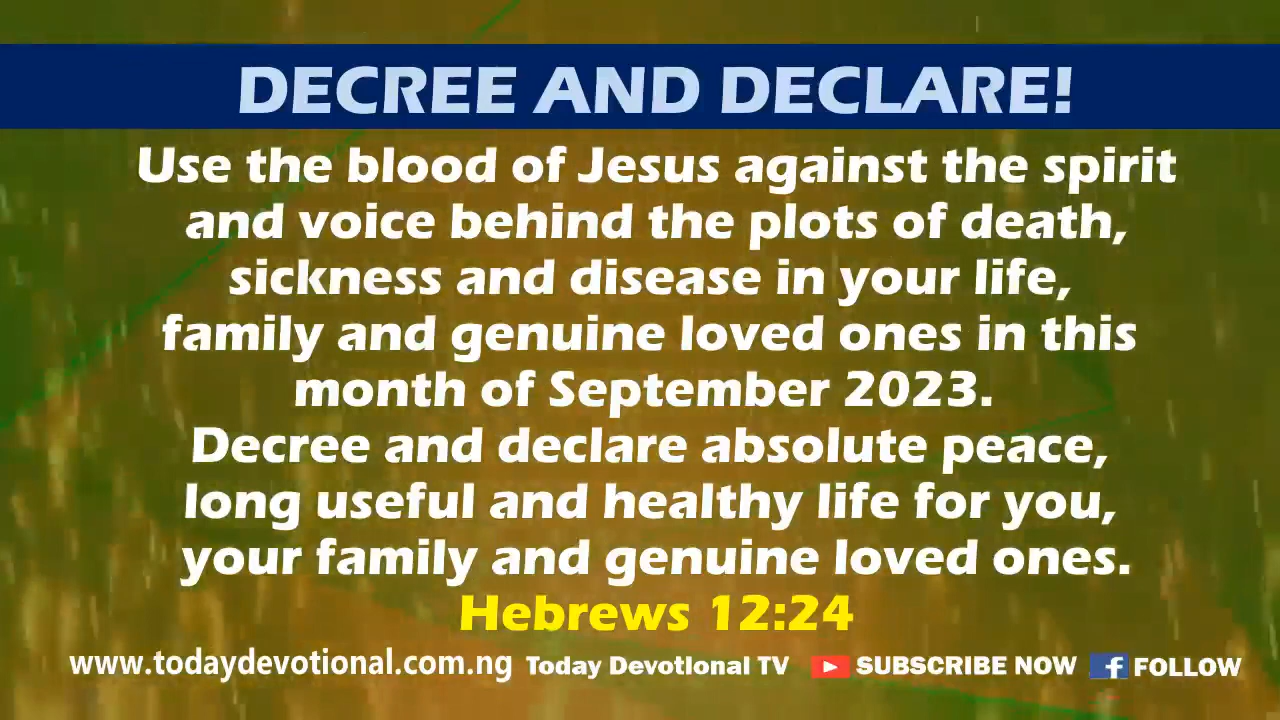 DECREE AND DECLARE!
Use the blood of Jesus against the spirit
and voice behind the plots of death,
sickness and disease in your life,
family and genuine loved ones in this
month of September 2023.
Decree and declare absolute peace,
long useful and healthy life for you,
your family and genuine loved ones.
Hebrews 12:24
www.todaydevotional.com.ng Today Devotional TV SUBSCRIBE NOW f FOLLOW